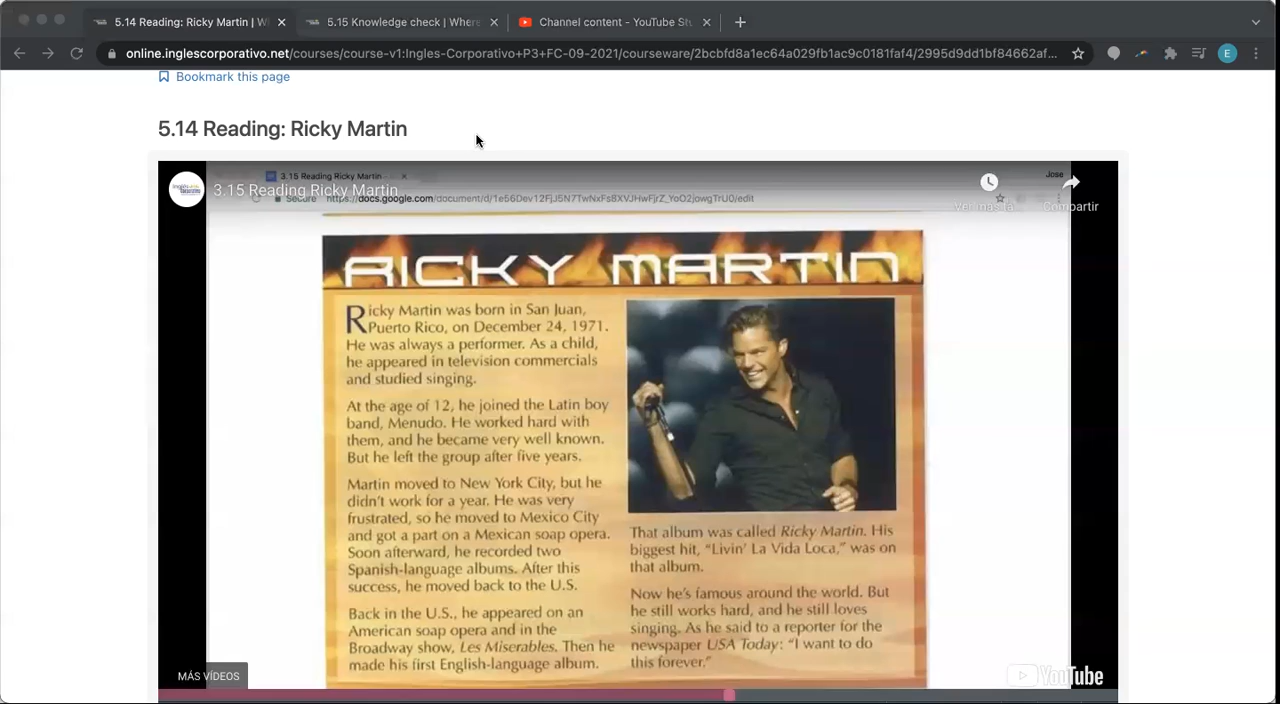 5.14 Reading: Ricky Martin | W
5.15 Knowledge check | Where
Channel content - YouTube St
online.inglescorporativo.net/courses/course-v1:Ingles-Corporativo+P3+FC-09-2021/courseware/2bcbfd8a1ec64a029fb1ac9c0181faf4/2995d9dd1bf84662af...
E
Bookmark this page
5.14 Reading: Ricky Martin
3.15 Reading Ricky Martin
Jose
3.15 Reading Ricky Martin
Secure
Compartir
RICKY MARTIN
Ricky Martin was born in San Juan,
Puerto Rico, on December 24, 1971.
He was always a performer. As a child,
he appeared in television commercials
and studied singing.
At the age of 12, he joined the Latin boy
band, Menudo. He worked hard with
them, and he became very well known.
But he left the group after five years.
Martin moved to New York City, but he
didn't work for a year. He was very
frustrated, so he moved to Mexico City
and got a part on a Mexican soap opera.
Soon afterward, he recorded two
Spanish-language albums. After this
success, he moved back to the U.S.
Back in the U.S., he appeared on an
American soap opera and in the
Broadway show, Les Miserables. Then he
made his first English-language album.
That album was called Ricky Martin. His
biggest hit, "Livin' La Vida Loca," was on
that album.
Now he's famous around the world. But
he still works hard, and he still loves
singing. As he said to a reporter for the
newspaper USA Today: "I want to do
this forever."
MÁS VÍDEOS
YouTube